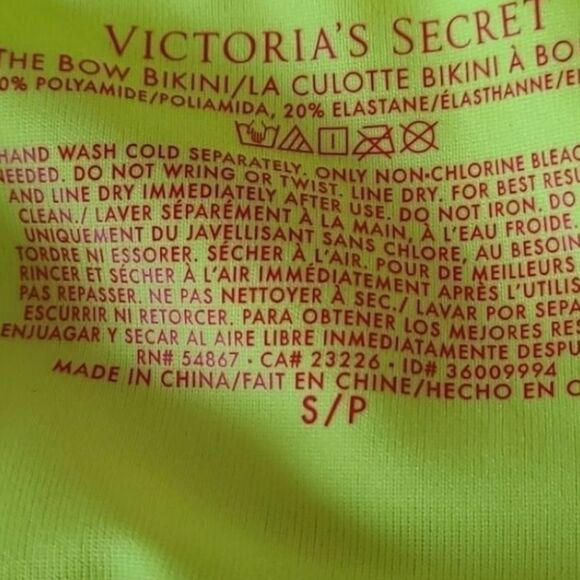 VICTORIA'S SECRET
THE BOW BIKINI/LA CULOTTE BIKINI À BO
0% POLYAMIDE/POLIAMIDA, 20% ELASTANE/ÉLASTHANNE/E
HAND WASH COLD SEPARATELY. ONLY NON-CHLORINE BLEAC
NEEDED. DO NOT WRING OR TWIST. LINE DRY. FOR BEST RESU
AND LINE DRY IMMEDIATELY AFTER USE. DO NOT IRON. DO
CLEAN./ LAVER SÉPARÉMENT À LA MAIN, À L'EAU FROIDE.
UNIQUEMENT DU JAVELLISANT SANS CHLORE, AU BESOIN
TORDRE NI ESSORER. SÉCHER À L'AIR. POUR DE MEILLEURS
RINCER ET SÉCHER À L'AIR IMMÉDIATEMENT APRÈS L'UTILIS
PAS REPASSER. NE PAS NETTOYER À SEC./ LAVAR POR SEPA
ESCURRIR NI RETORCER. PARA OBTENER LOS MEJORES RES
ENJUAGAR Y SECAR AL AIRE LIBRE INMEDIATAMENTE DESPU
RN# 54867 · CA# 23226 · ID# 36009994
MADE IN CHINA/FAIT EN CHINE/HECHO EN C
S/P